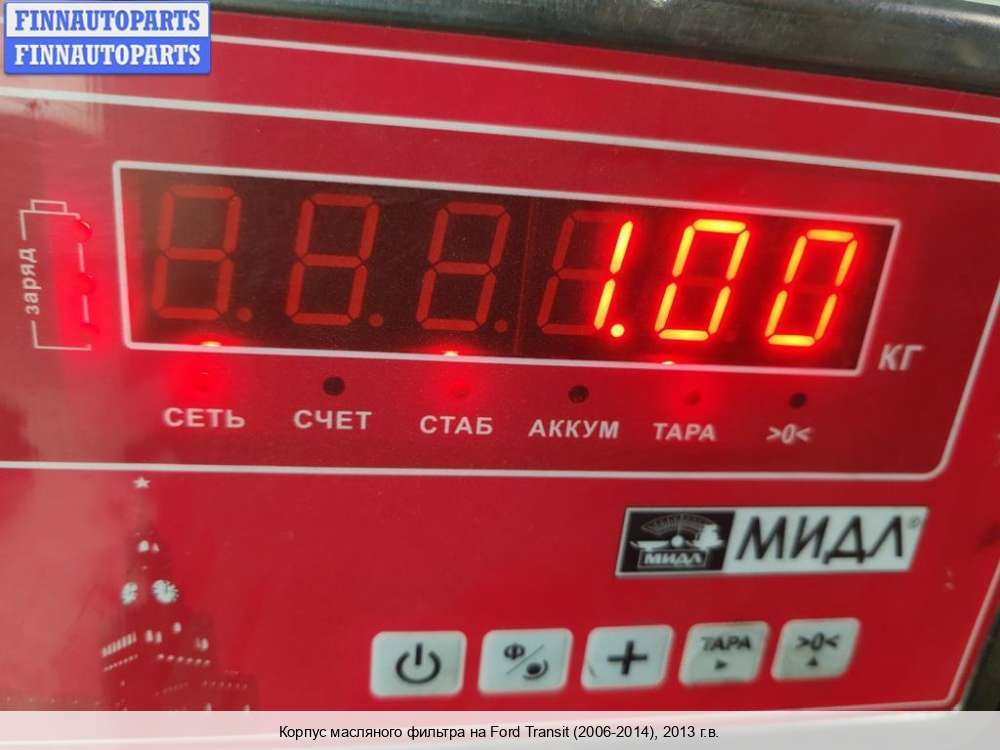 FINNAUTOPARTS
FINNAUTOPARTS
заряд
1.00
КГ
СЕТЬ СЧЕТ СТАБ АККУМ ТАРА >0<
МИДЛ МИДЛ®
Ф ТАРА >0<
Корпус масляного фильтра на Ford Transit (2006-2014), 2013 г.в.